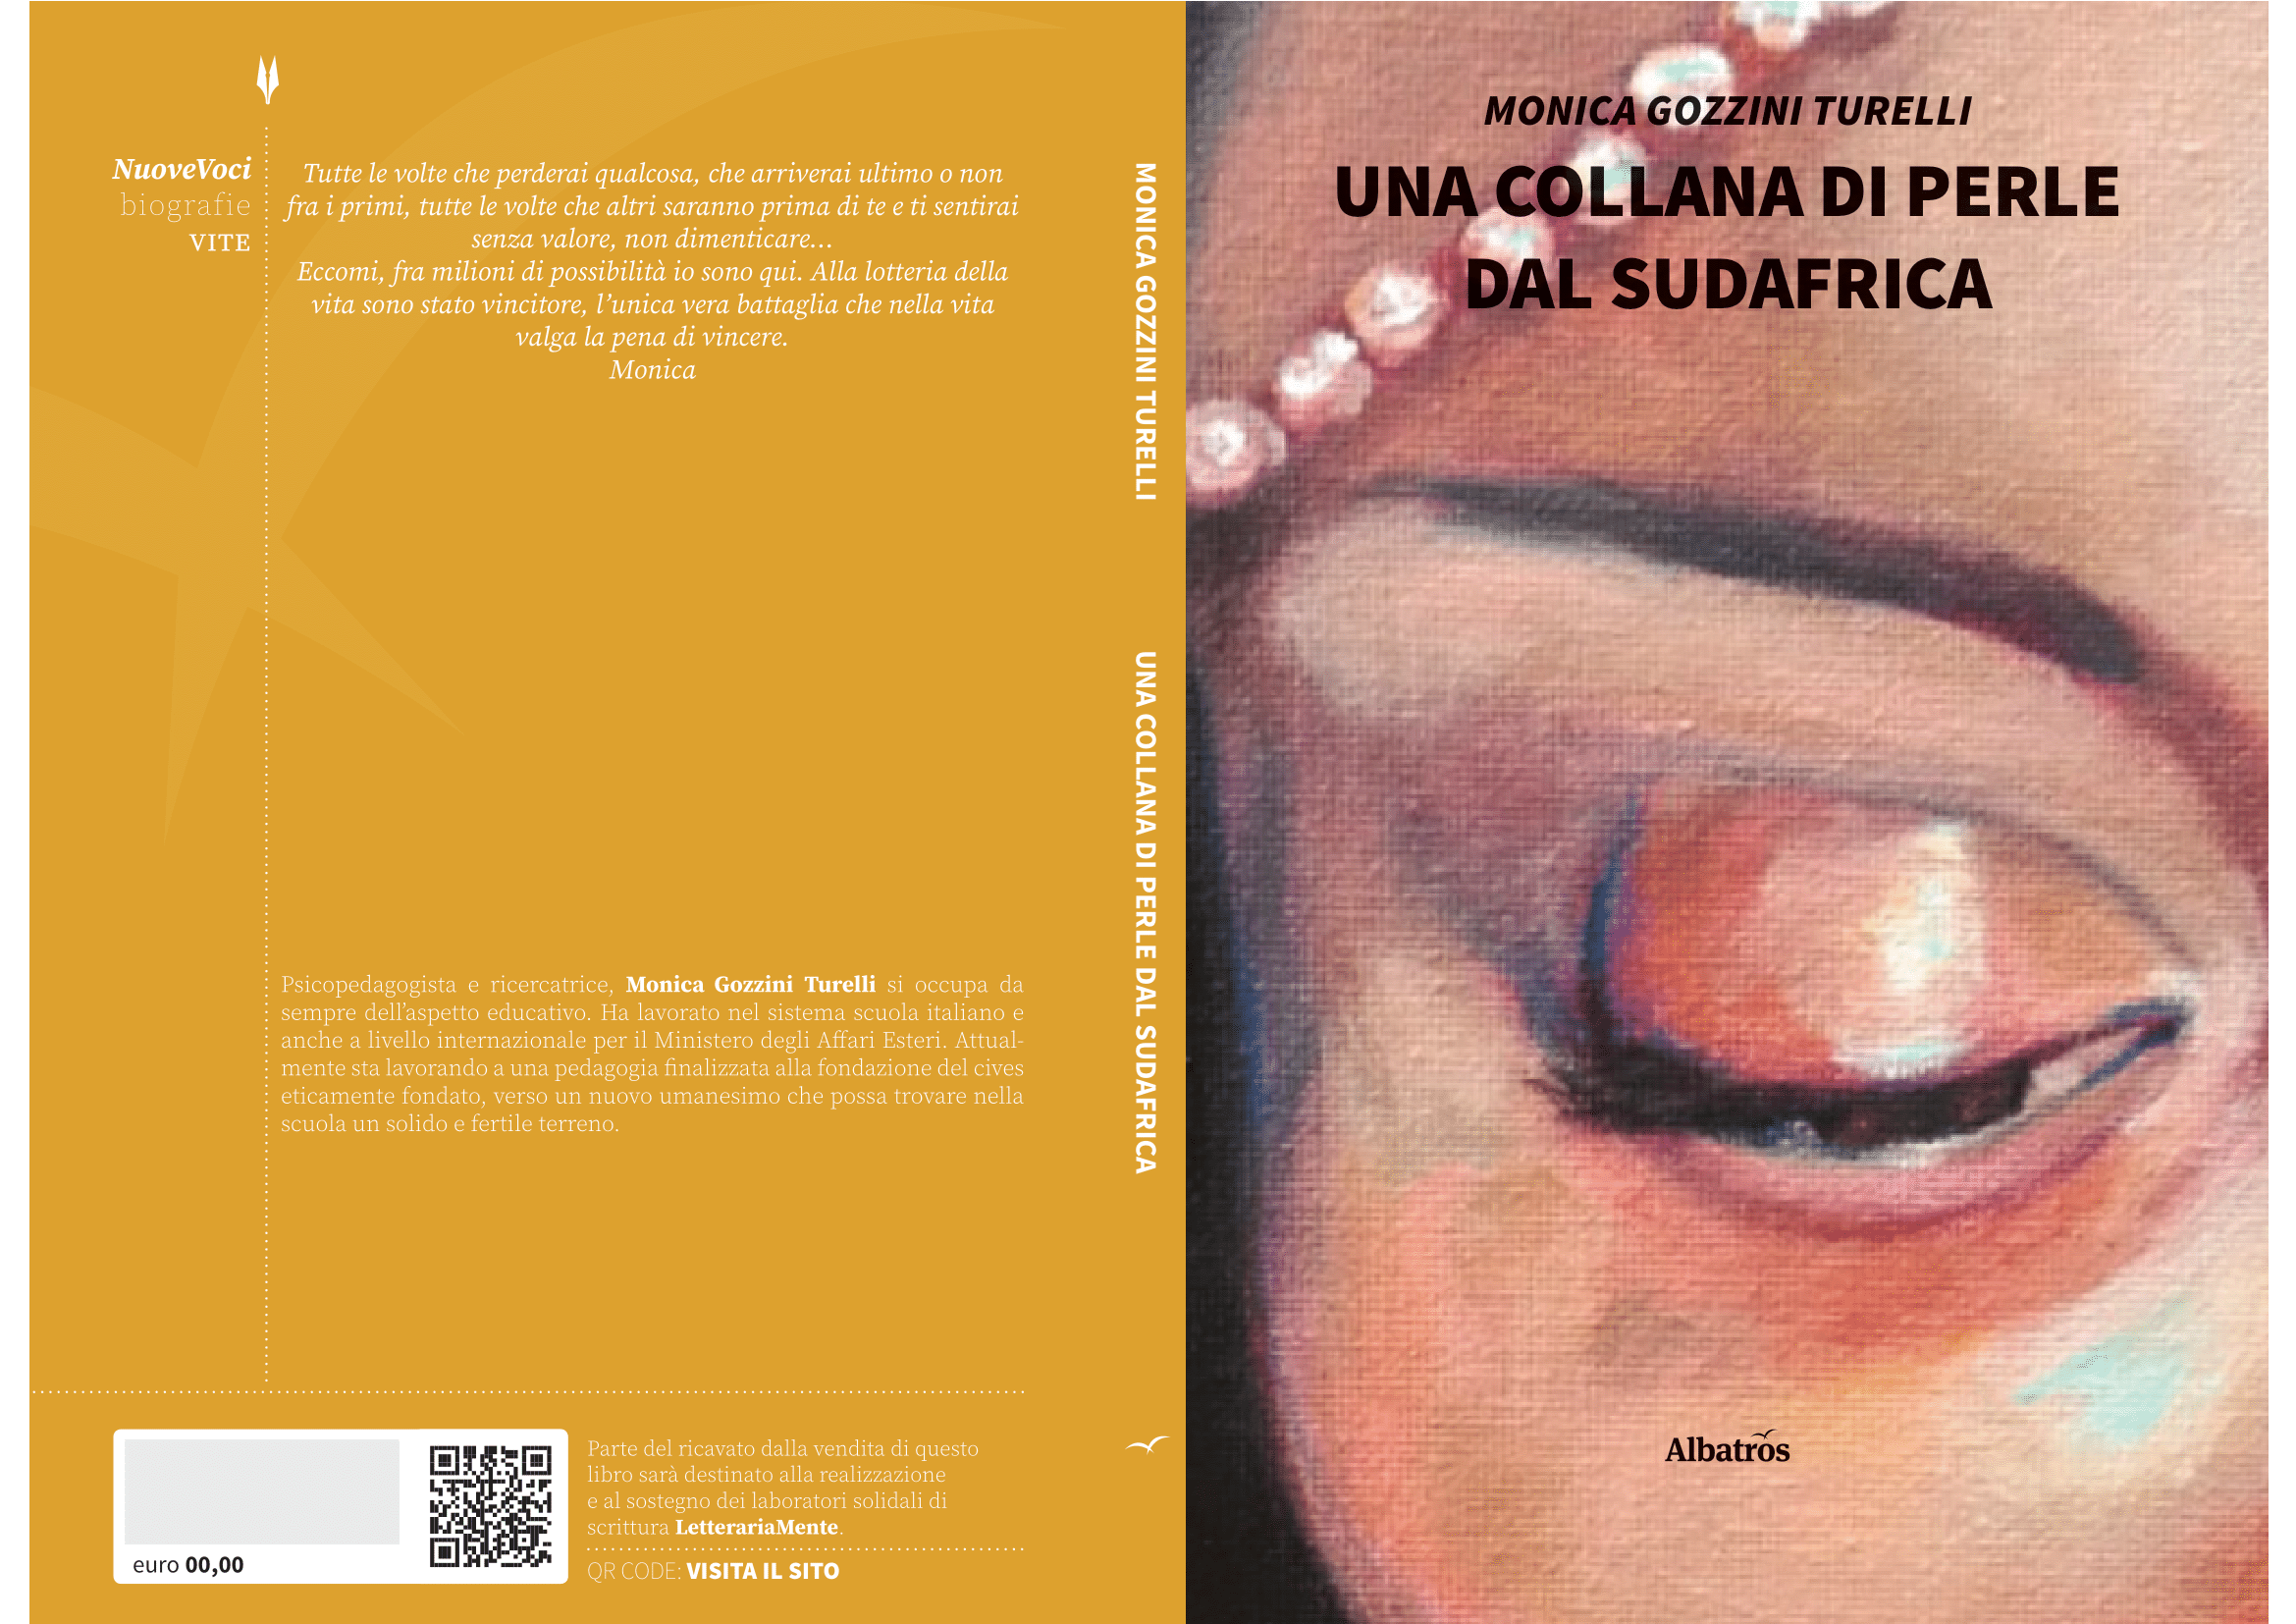 NuoveVoci
biografie
VITE
Tutte le volte che perderai qualcosa, che arriverai ultimo o non
fra i primi, tutte le volte che altri saranno prima di te e ti sentirai
senza valore, non dimenticare...
Eccomi, fra milioni di possibilità io sono qui. Alla lotteria della
vita sono stato vincitore, l’unica vera battaglia che nella vita
valga la pena di vincere.
Monica
Psicopedagogista e ricercatrice, Monica Gozzini Turelli si occupa da
sempre dell’aspetto educativo. Ha lavorato nel sistema scuola italiano e
anche a livello internazionale per il Ministero degli Affari Esteri. Attual-
mente sta lavorando a una pedagogia finalizzata alla fondazione del cives
eticamente fondato, verso un nuovo umanesimo che possa trovare nella
scuola un solido e fertile terreno.
euro 00,00
Parte del ricavato dalla vendita di questo
libro sarà destinato alla realizzazione
e al sostegno dei laboratori solidali di
scrittura LetterariaMente.
QR CODE: VISITA IL SITO
MONICA GOZZINI TURELLI
UNA COLLANA DI PERLE DAL SUDAFRICA
MONICA GOZZINI TURELLI
UNA COLLANA DI PERLE
DAL SUDAFRICA
Albatros